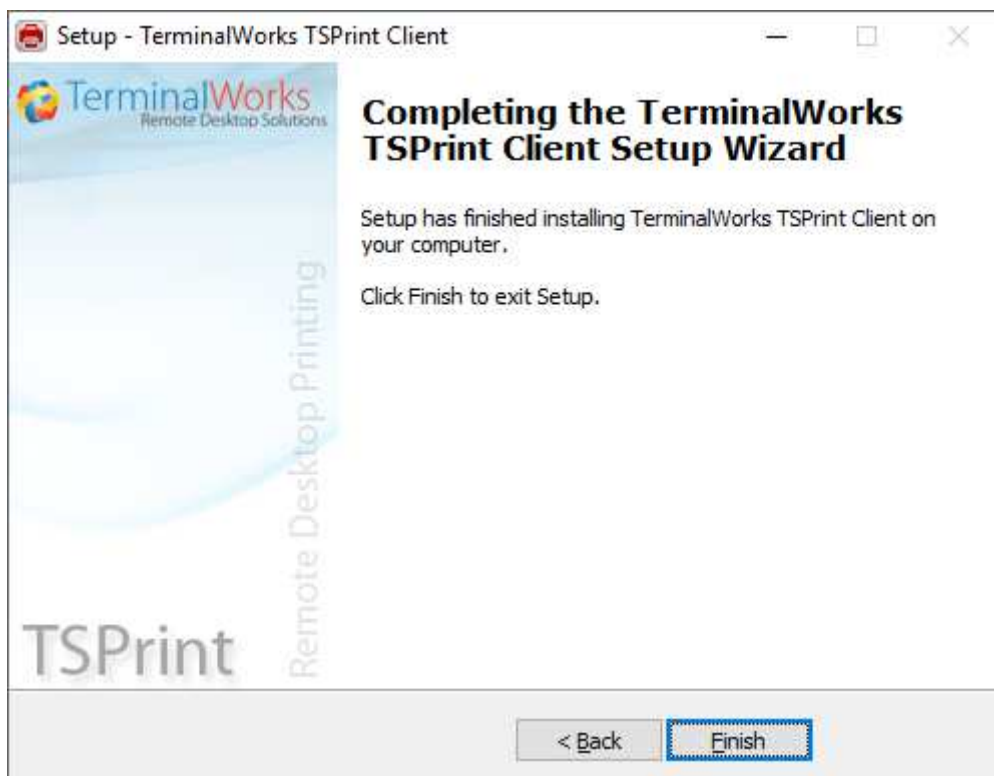 Setup - TerminalWorks TSPrint Client
TerminalWorks
Remote Desktop Solutions
Completing the TerminalWorks
TSPrint Client Setup Wizard
Setup has finished installing TerminalWorks TSPrint Client on
your computer.
Click Finish to exit Setup.
Remote Desktop Printing
TSPrint
< Back
Finish